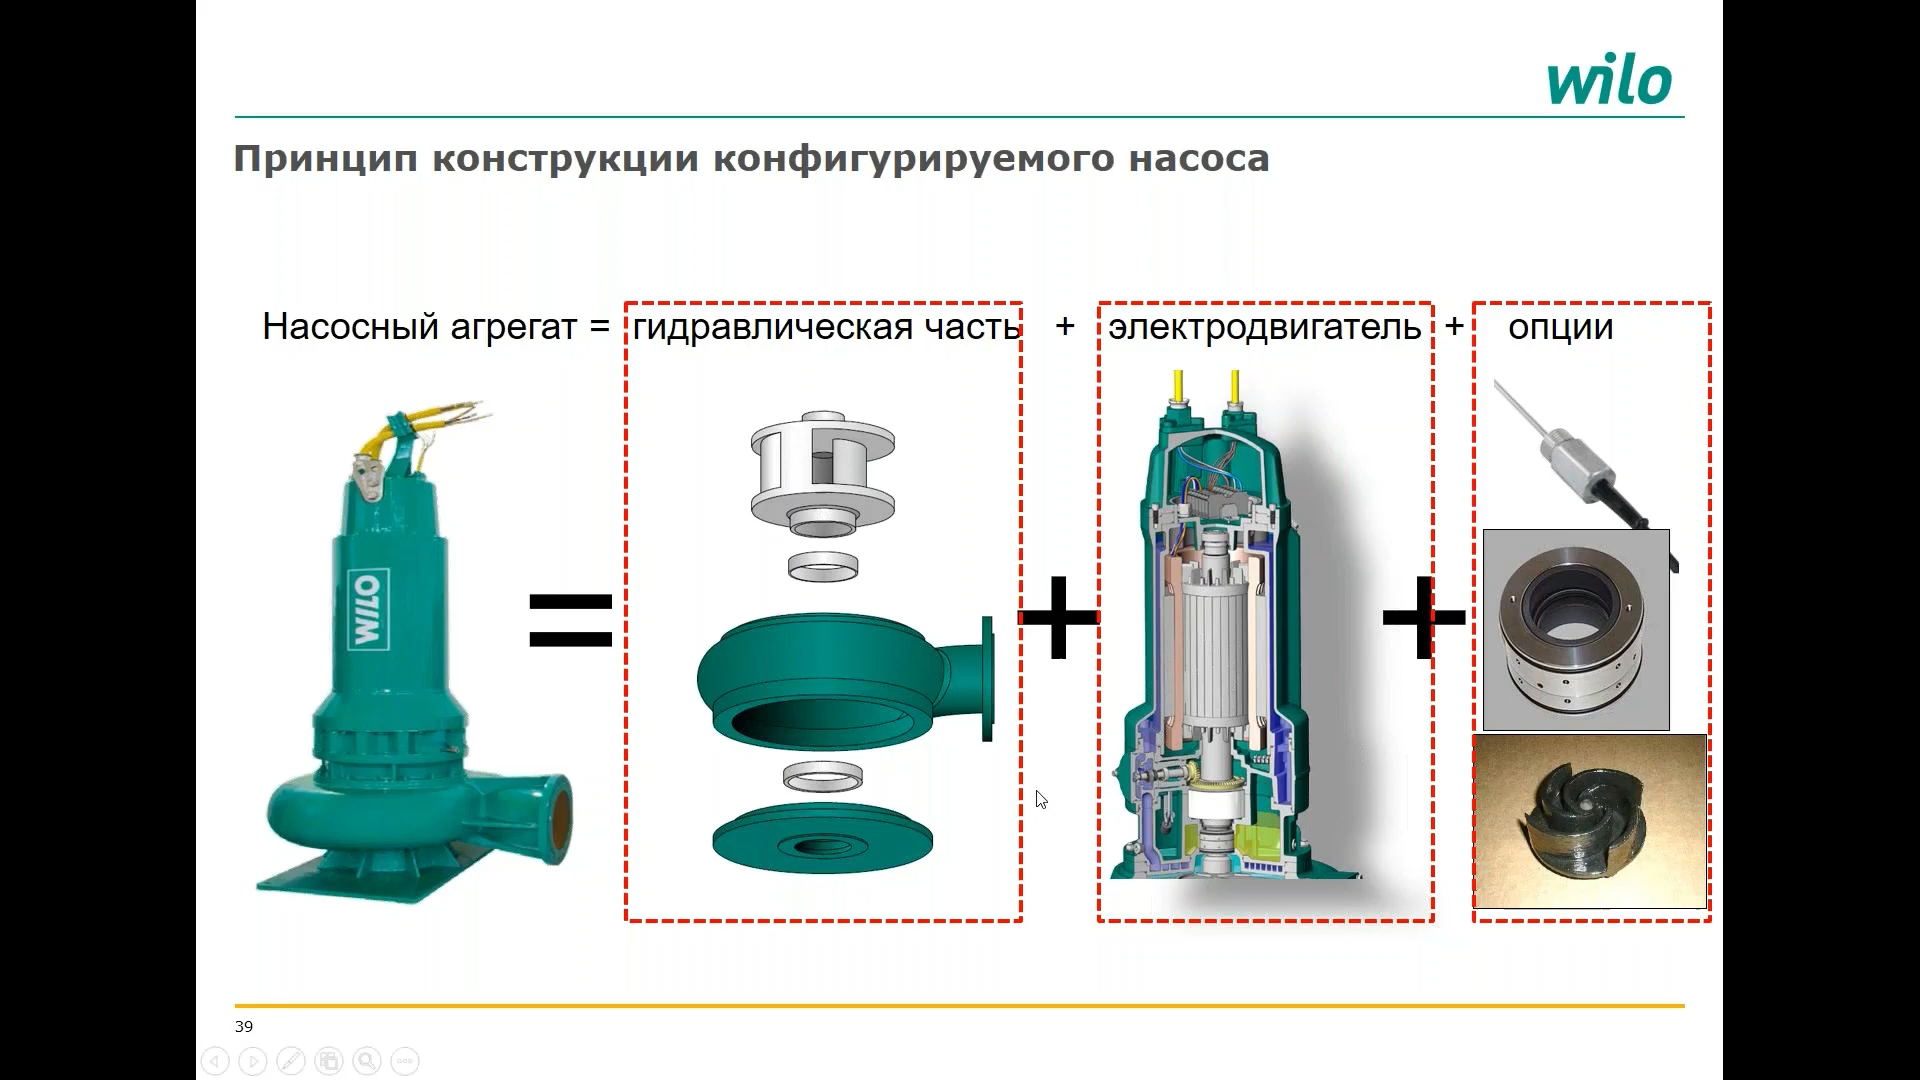 wilo
Принцип конструкции конфигурируемого насоса
Насосный агрегат = гидравлическая часть + электродвигатель + опции
WILO
= + +
39